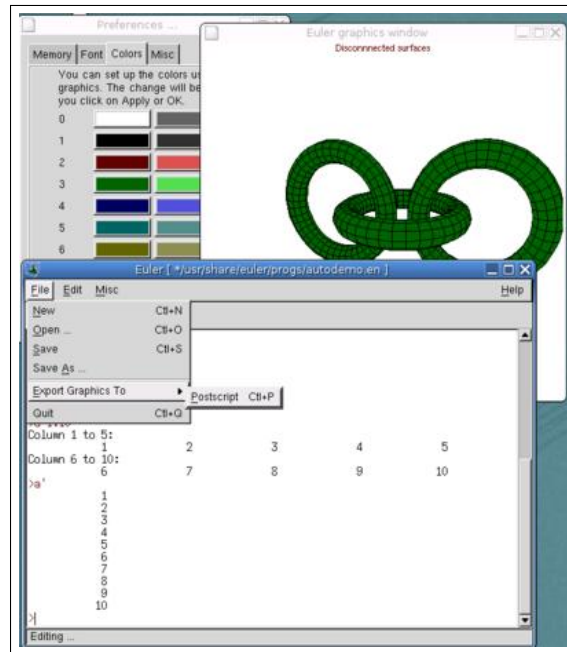 Preferences ...
Memory Font Colors Misc
You can set up the colors us
graphics. The change will be
you click on Apply or OK.
0
1
2
3
4
5
6
Euler graphics window
Disconnnected surfaces
Euler [ */usr/share/euler/progs/autodemo.en ]
File Edit Misc Help
New Ctl+N
Open ... Ctl+O
Save Ctl+S
Save As ...
Export Graphics To
Postscript Ctl+P
Quit Ctl+Q
Column 1 to 5:
1 2 3 4 5
Column 6 to 10:
6 7 8 9 10
>a'
1
2
3
4
5
6
7
8
9
10
>
Editing ...